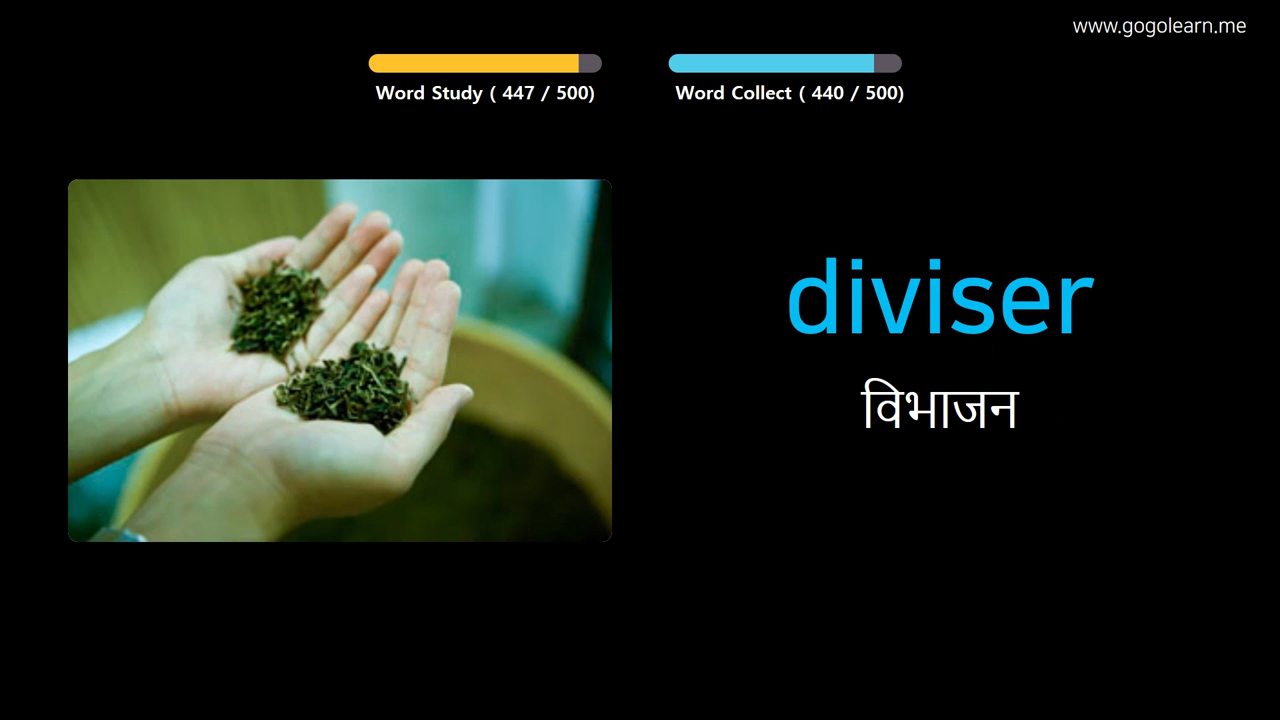 www.gogolearn.me
Word Study ( 447 / 500)
Word Collect ( 440 / 500)
diviser
विभाजन